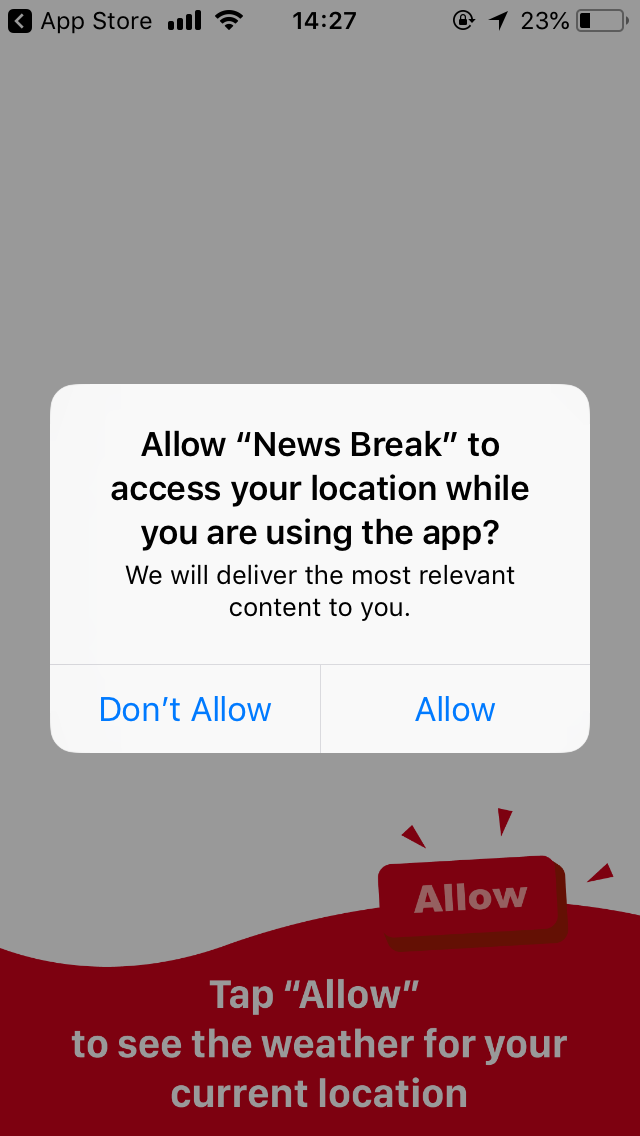 App Store 14:27 23%
Allow “News Break” to
access your location while
you are using the app?
We will deliver the most relevant
content to you.
Don’t Allow Allow
Allow
Tap “Allow”
to see the weather for your
current location